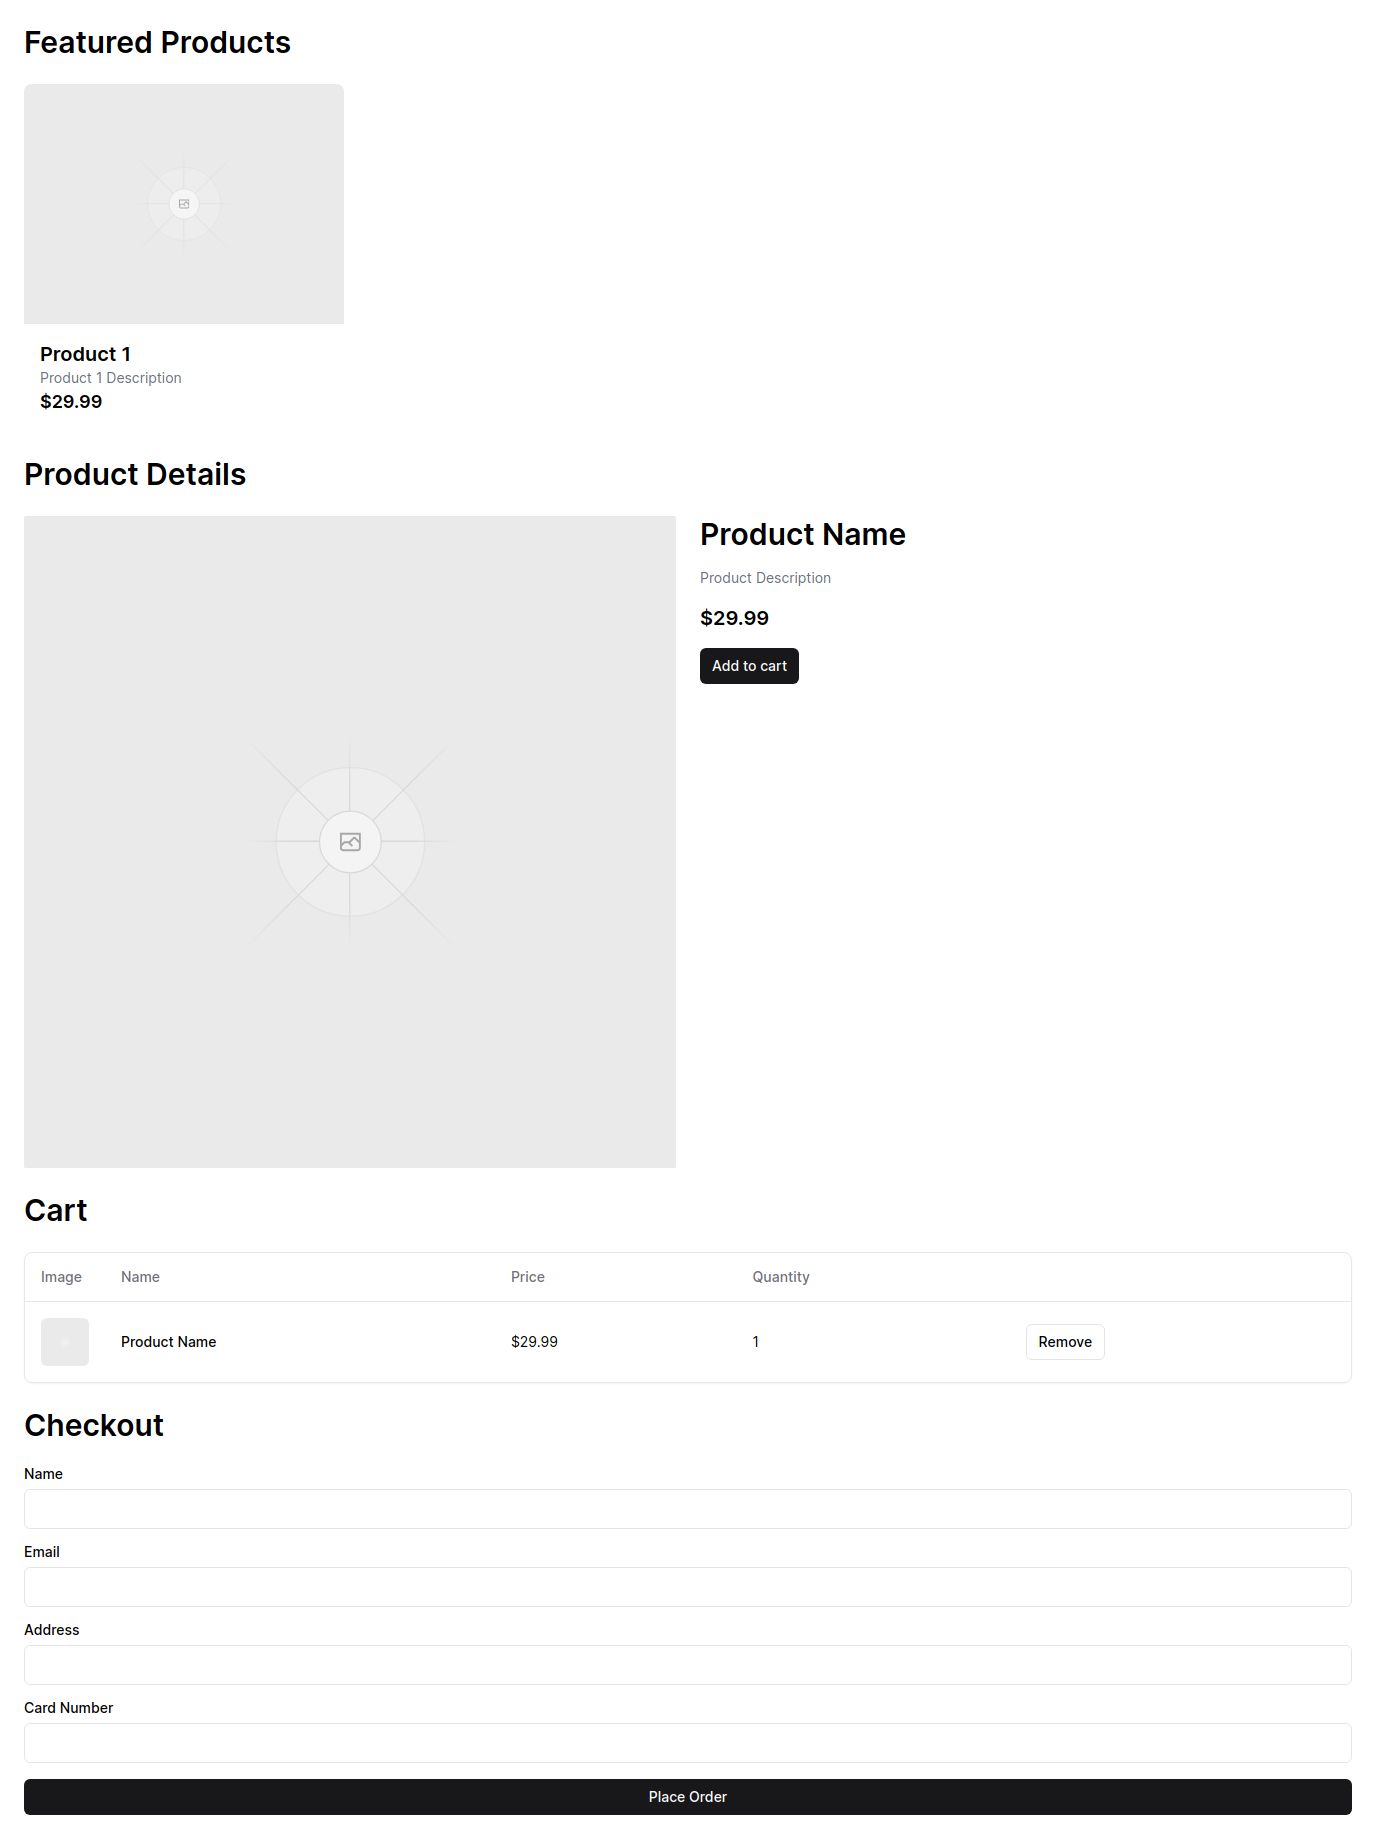 Featured Products
Product 1
Product 1 Description
$29.99
Product Details
Product Name
Product Description
$29.99
Add to cart
Cart
Image Name Price Quantity
Product Name $29.99 1 Remove
Checkout
Name
Email
Address
Card Number
Place Order